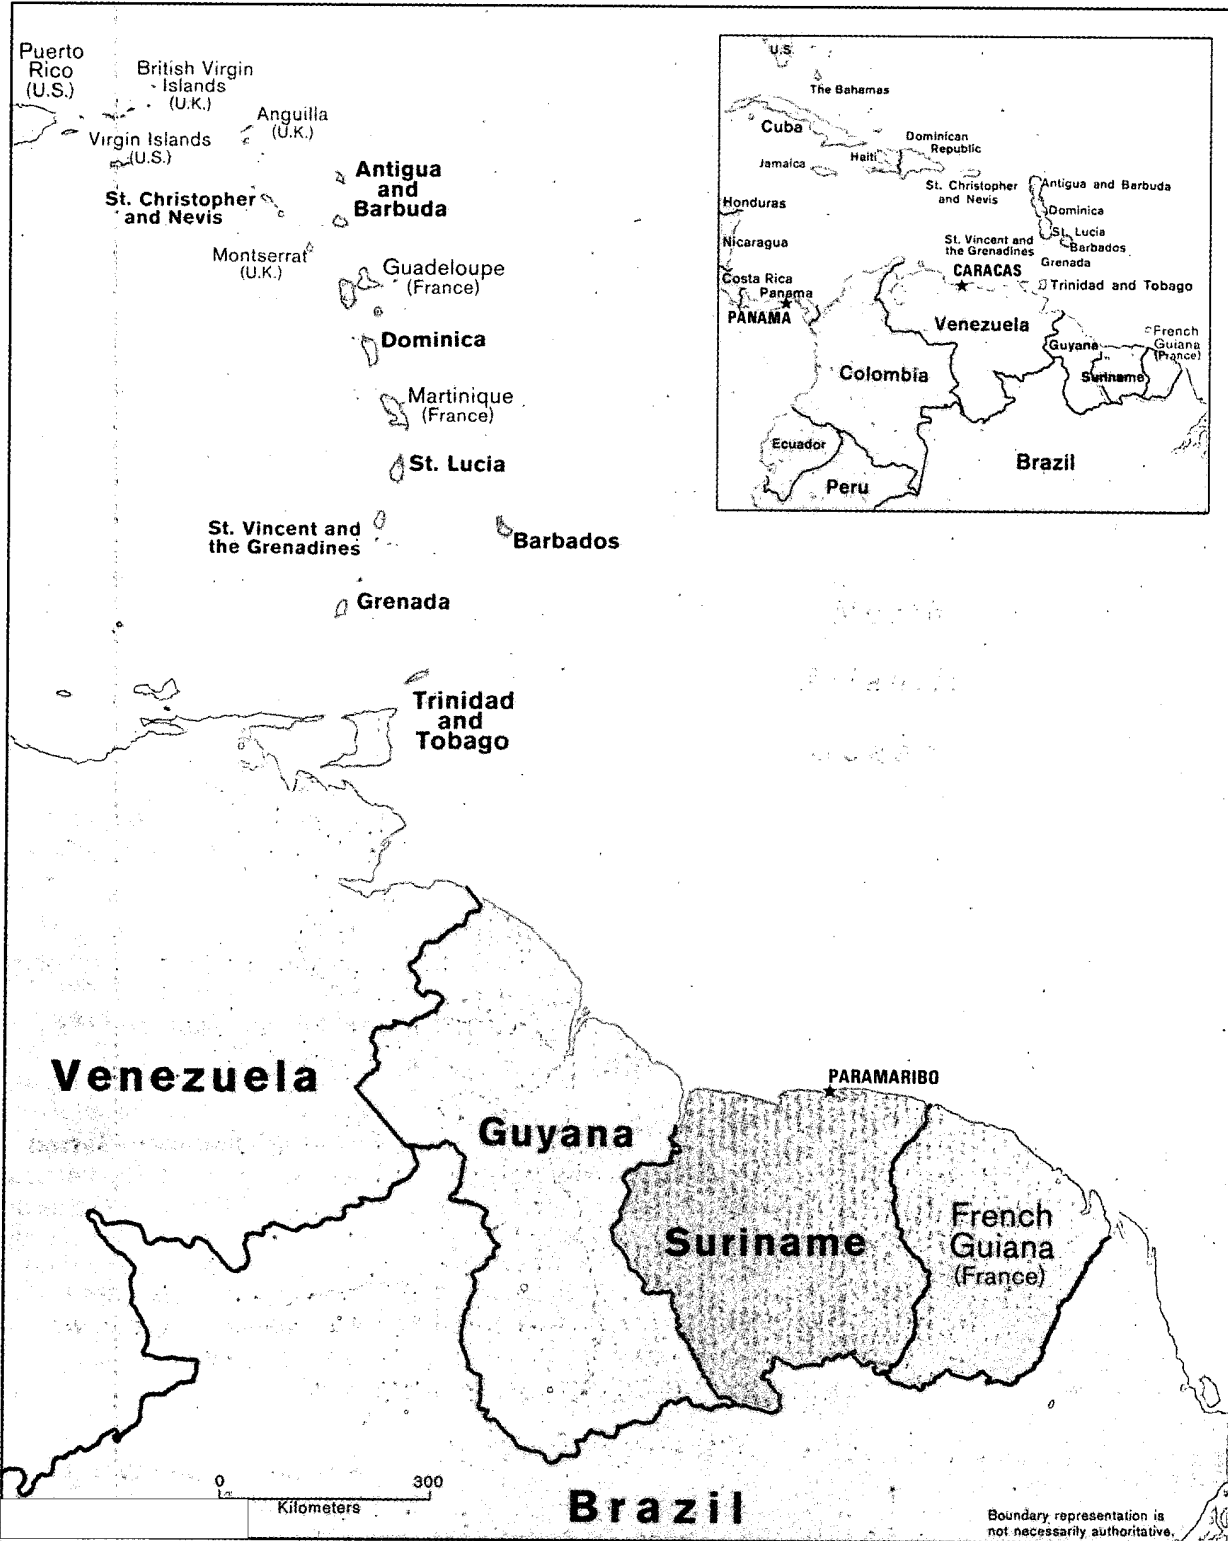 Puerto
Rico
(U.S.)
British Virgin
Islands
(U.K.)
Anguilla
(U.K.)
Virgin Islands
(U.S.)
Antigua
and
Barbuda
St. Christopher
and Nevis
Montserrat
(U.K.)
Guadeloupe
(France)
Dominica
Martinique
(France)
St. Lucia
St. Vincent and
the Grenadines
Barbados
Grenada
Trinidad
and
Tobago
U.S
The Bahamas
Cuba
Dominican
Republic
Haiti
Jamaica
St. Christopher
and Nevis
Antigua and Barbuda
Honduras
Dominica
St. Lucia
Nicaragua
St. Vincent and
the Grenadines
Barbados
Grenada
Costa Rica
CARACAS
Trinidad and Tobago
Panama
PANAMA
Venezuela
French
Guiana
(France)
Guyana
Suriname
Colombia
Ecuador
Peru
Brazil
North
Atlantic
Venezuela
PARAMARIBO
Guyana
Suriname
French
Guiana
(France)
0 300
Kilometers
Brazil
Boundary representation is
not necessarily authoritative.